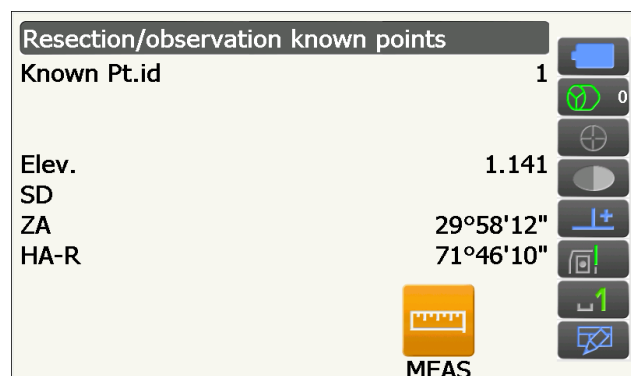 Resection/observation known points
Known Pt.id 1
0
Elev. 1.141
SD
ZA 29°58'12"
HA-R 71°46'10"
1
MEAS